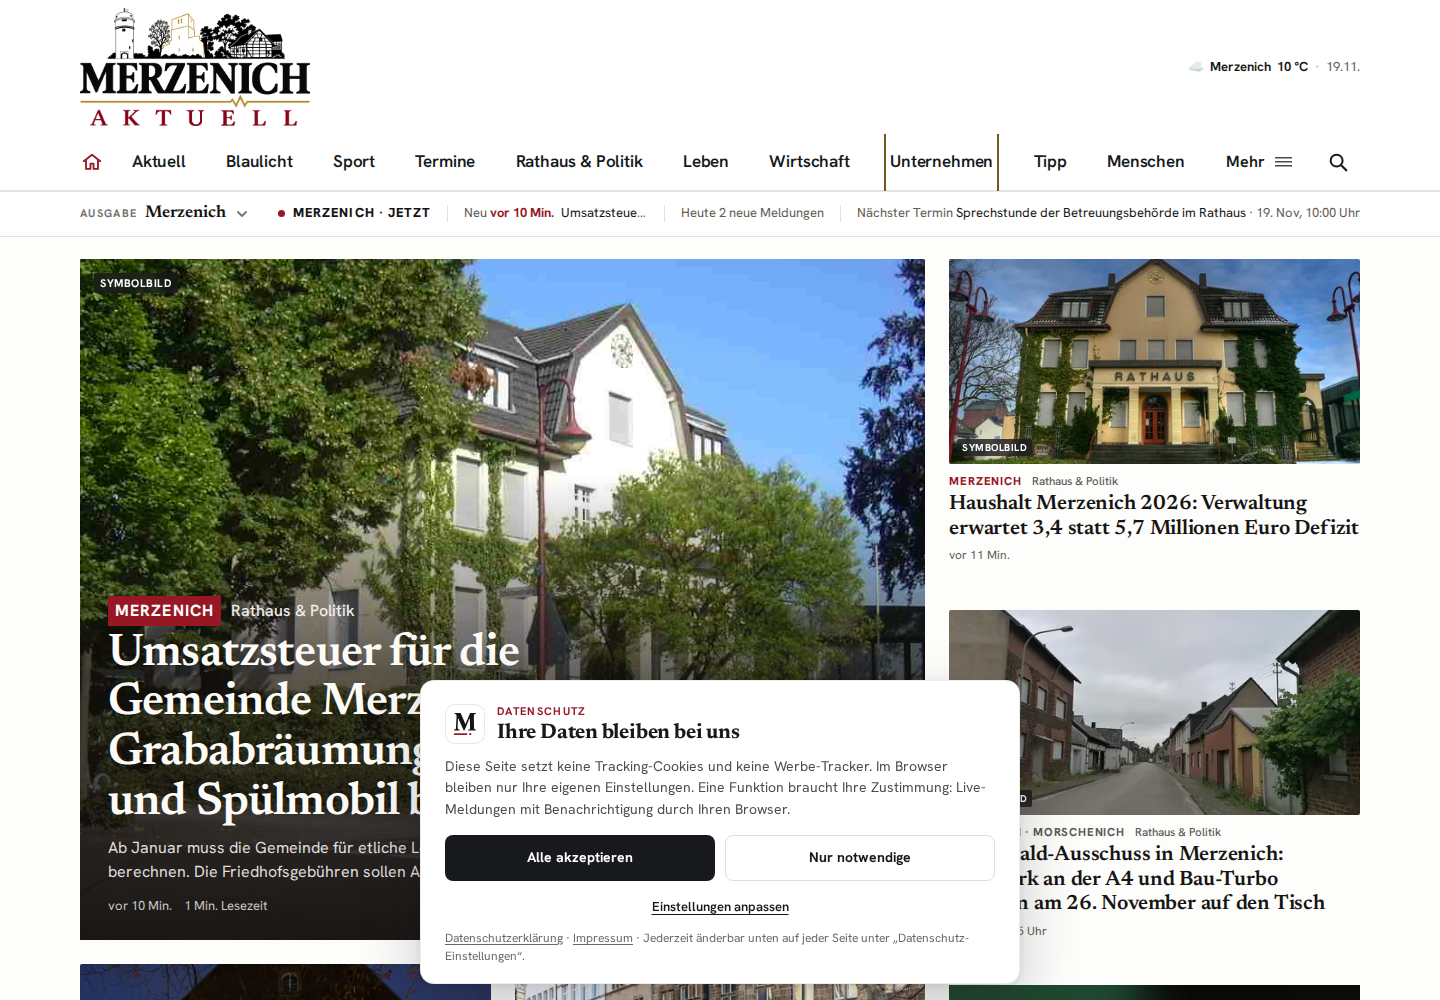 MERZENICH
AKTUELL
Merzenich 10 °C · 19.11.
Aktuell
Blaulicht
Sport
Termine
Rathaus & Politik
Leben
Wirtschaft
Unternehmen
Tipp
Menschen
Mehr
AUSGABE Merzenich
MERZENICH · JETZT
Neu vor 10 Min. Umsatzsteue...
Heute 2 neue Meldungen
Nächster Termin Sprechstunde der Betreuungsbehörde im Rathaus · 19. Nov, 10:00 Uhr
SYMBOLBILD
MERZENICH Rathaus & Politik
Umsatzsteuer für die
Gemeinde Merz
Grababräumung
und Spülmobil b
Ab Januar muss die Gemeinde für etliche L
berechnen. Die Friedhofsgebühren sollen A
vor 10 Min. 1 Min. Lesezeit
RATHAUS
SYMBOLBILD
MERZENICH Rathaus & Politik
Haushalt Merzenich 2026: Verwaltung
erwartet 3,4 statt 5,7 Millionen Euro Defizit
vor 11 Min.
· MORSCHENICH Rathaus & Politik
ald-Ausschuss in Merzenich:
rk an der A4 und Bau-Turbo
n am 26. November auf den Tisch
5 Uhr
M
DATENSCHUTZ
Ihre Daten bleiben bei uns
Diese Seite setzt keine Tracking-Cookies und keine Werbe-Tracker. Im Browser
bleiben nur Ihre eigenen Einstellungen. Eine Funktion braucht Ihre Zustimmung: Live-
Meldungen mit Benachrichtigung durch Ihren Browser.
Alle akzeptieren
Nur notwendige
Einstellungen anpassen
Datenschutzerklärung · Impressum · Jederzeit änderbar unten auf jeder Seite unter „Datenschutz-
Einstellungen“.